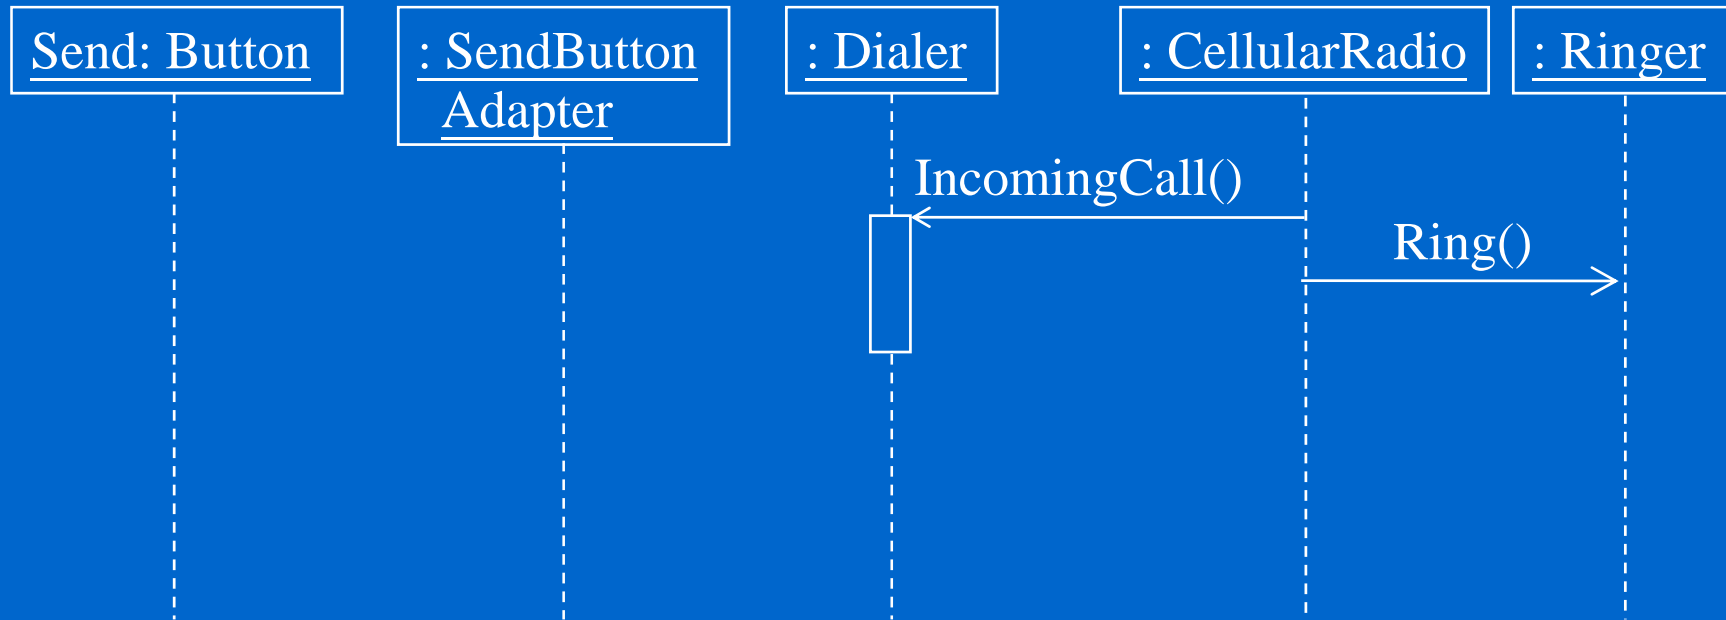 Send: Button
: SendButton
Adapter
: Dialer
: CellularRadio
: Ringer
IncomingCall()
Ring()